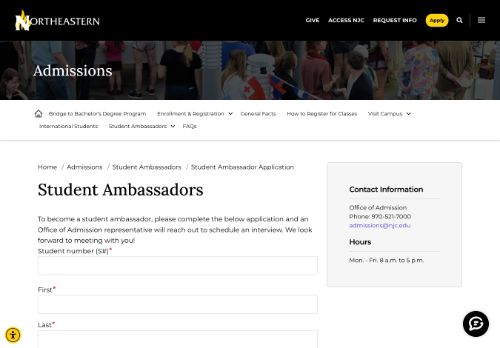 NORTHEASTERN
GIVE ACCESS NJC REQUEST INFO Apply
Admissions
Bridge to Bachelor's Degree Program Enrollment & Registration General Facts How to Register for Classes Visit Campus
International Students Student Ambassadors FAQs
Home / Admissions / Student Ambassadors / Student Ambassador Application
Student Ambassadors
To become a student ambassador, please complete the below application and an
Office of Admission representative will reach out to schedule an interview. We look
forward to meeting with you!
Student number (S#)*
First*
Last*
Contact Information
Office of Admission
Phone: 970-521-7000
admissions@njc.edu
Hours
Mon. - Fri. 8 a.m. to 5 p.m.